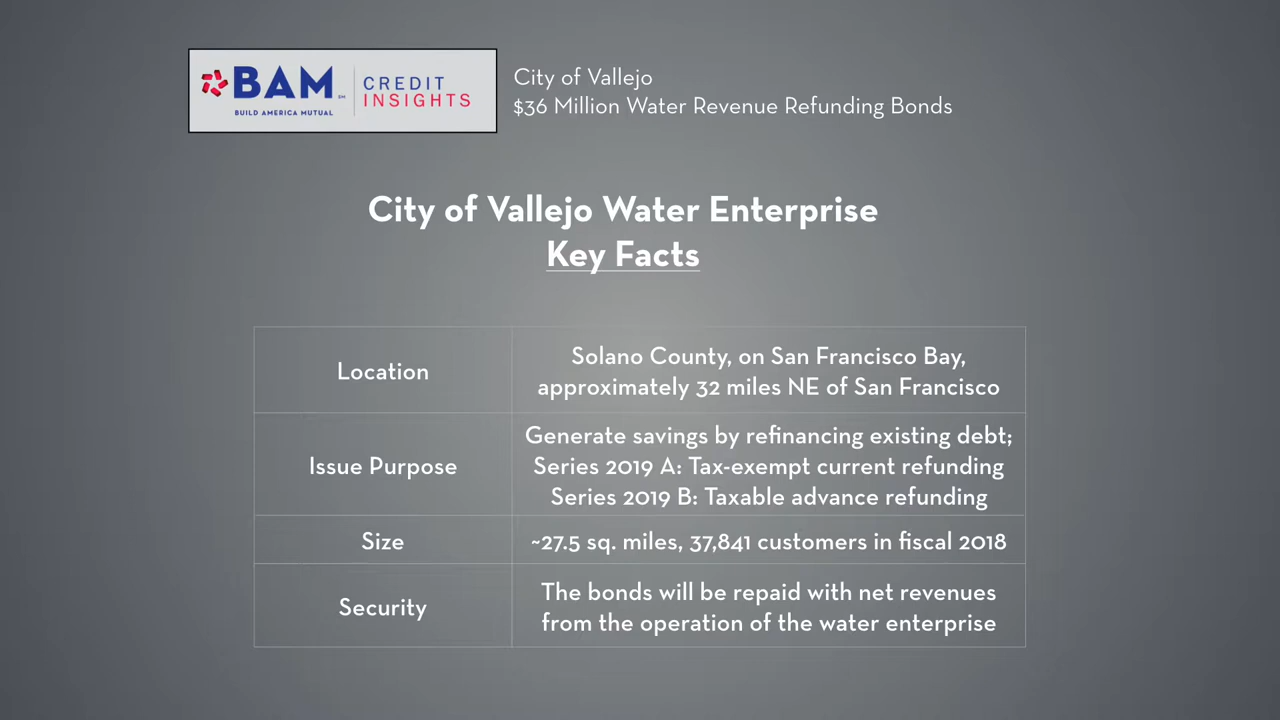 BAM SM
BUILD AMERICA MUTUAL
CREDIT
INSIGHTS
City of Vallejo
$36 Million Water Revenue Refunding Bonds
City of Vallejo Water Enterprise
Key Facts
Location
Solano County, on San Francisco Bay,
approximately 32 miles NE of San Francisco
Issue Purpose
Generate savings by refinancing existing debt;
Series 2019 A: Tax-exempt current refunding
Series 2019 B: Taxable advance refunding
Size
~27.5 sq. miles, 37,841 customers in fiscal 2018
Security
The bonds will be repaid with net revenues
from the operation of the water enterprise